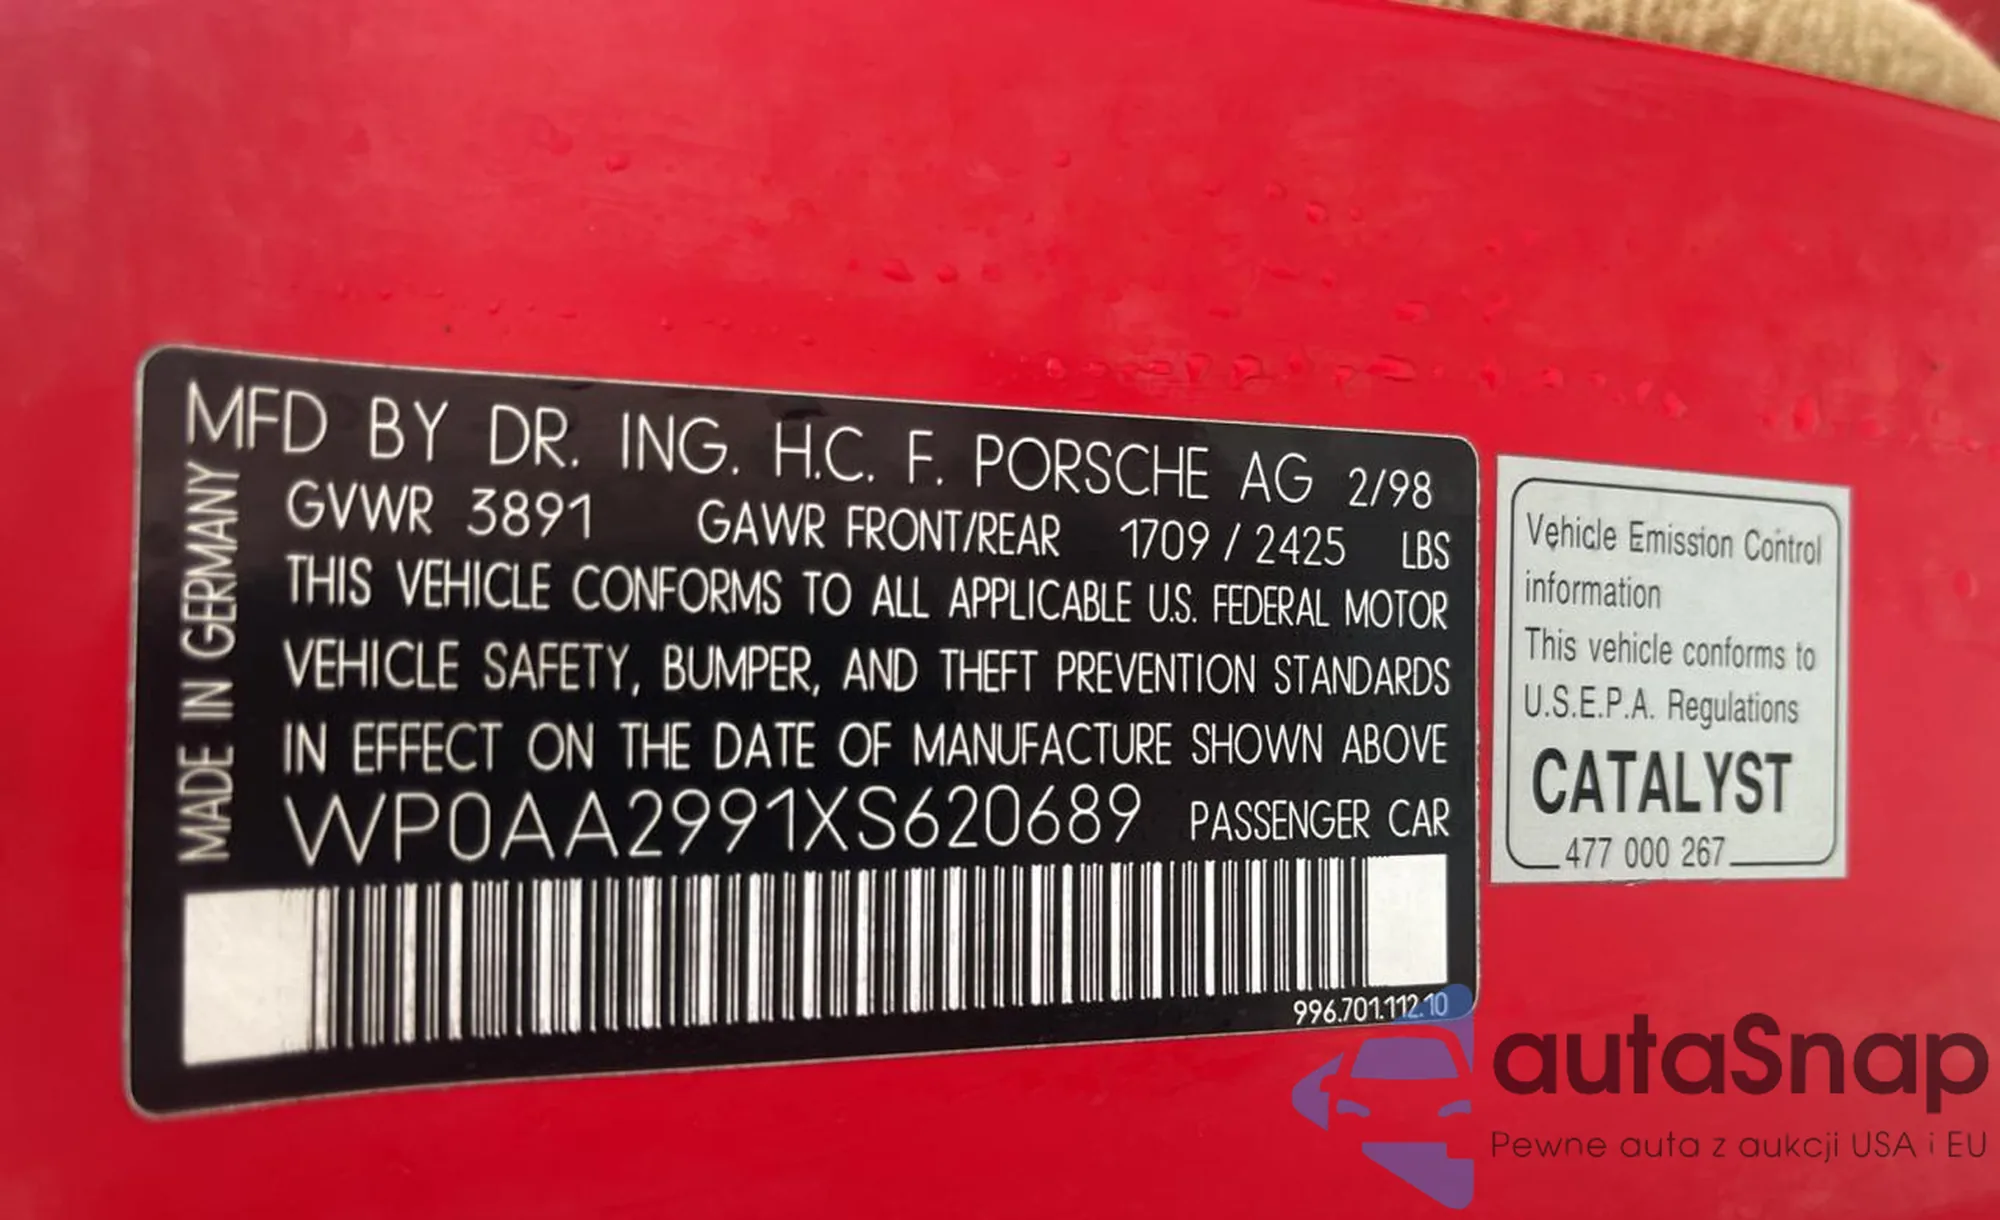 MFD BY DR. ING. H.C. F. PORSCHE AG 2/98
GVWR 3891 GAWR FRONT/REAR 1709 / 2425 LBS
THIS VEHICLE CONFORMS TO ALL APPLICABLE U.S. FEDERAL MOTOR
VEHICLE SAFETY, BUMPER, AND THEFT PREVENTION STANDARDS
IN EFFECT ON THE DATE OF MANUFACTURE SHOWN ABOVE
WP0AA2991XS620689 PASSENGER CAR
996.701.112.10
MADE IN GERMANY
Vehicle Emission Control
information
This vehicle conforms to
U.S.E.P.A. Regulations
CATALYST
477 000 267
autaSnap
Pewne auta z aukcji USA i EU